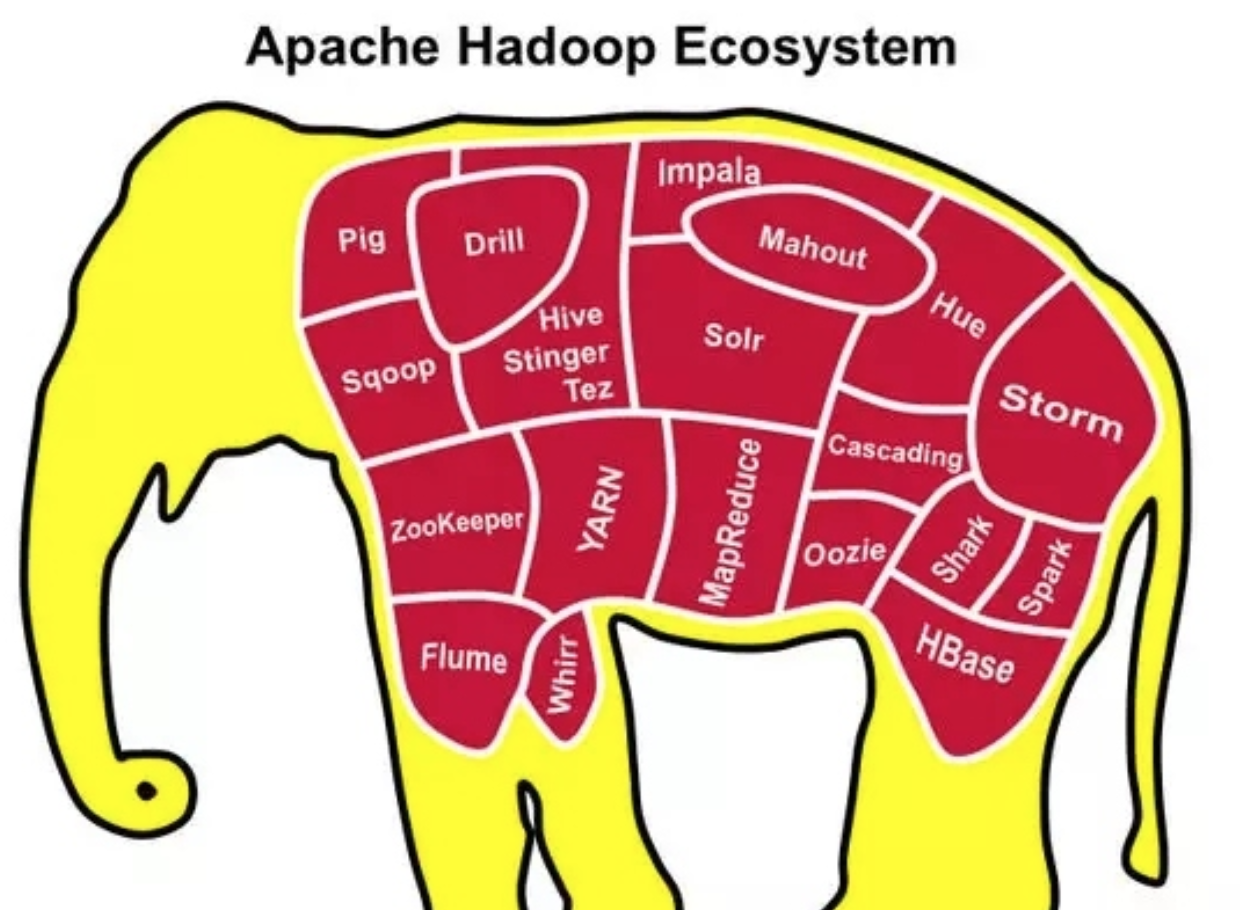 Apache Hadoop Ecosystem
Impala
Pig
Drill
Mahout
Hive
Stinger
Tez
Hue
Solr
Sqoop
Storm
Cascading
ZooKeeper
YARN
MapReduce
Oozie
Shark
Spark
Flume
Whirr
HBase